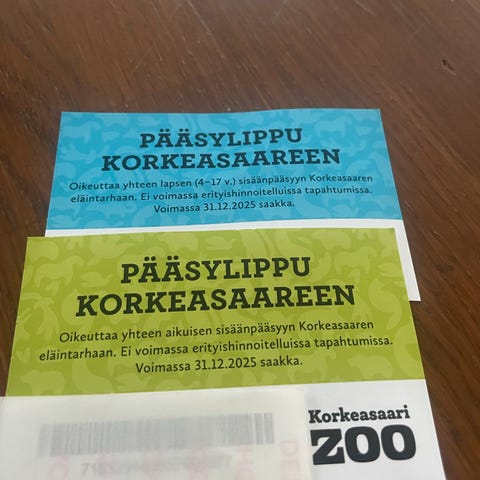 PÄÄSYLIPPU
KORKEASAAREEN
Oikeuttaa yhteen lapsen (4–17 v.) sisäänpääsyyn Korkeasaaren
eläintarhaan. Ei voimassa erityishinnoitelluissa tapahtumissa.
Voimassa 31.12.2025 saakka.
PÄÄSYLIPPU
KORKEASAAREEN
Oikeuttaa yhteen aikuisen sisäänpääsyyn Korkeasaaren
eläintarhaan. Ei voimassa erityishinnoitelluissa tapahtumissa.
Voimassa 31.12.2025 saakka.
Korkeasaari
ZOO